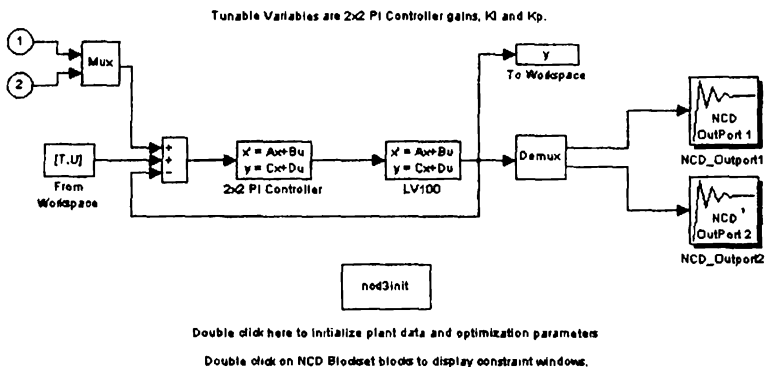 Tunable Variables are 2x2 PI Controller gains, KI and Kp.
1
2
Mux
y
To Workspace
[T,U]
From
Workspace
+
+
−
x' = Ax+Bu
y = Cx+Du
2x2 PI Controller
x' = Ax+Bu
y = Cx+Du
LV100
Demux
NCD
OutPort 1
NCD_Outport1
NCD
OutPort 2
NCD_Outport2
ncd3init
Double click here to initialize plant data and optimization parameters
Double click on NCD Blockset blocks to display constraint windows.